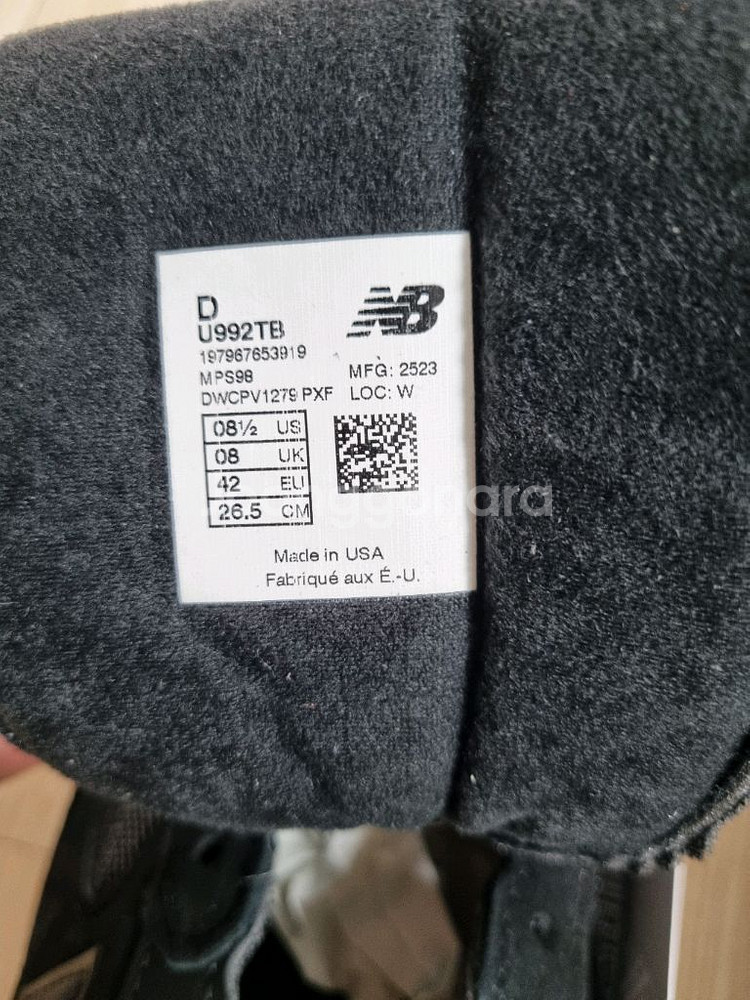 D
U992TB
NB
197967653919
MPS98 MFG: 2523
DWCPV1279 PXF LOC: W
08½ US
08 UK
42 EU
26.5 CM
Made in USA
Fabriqué aux É.-U.